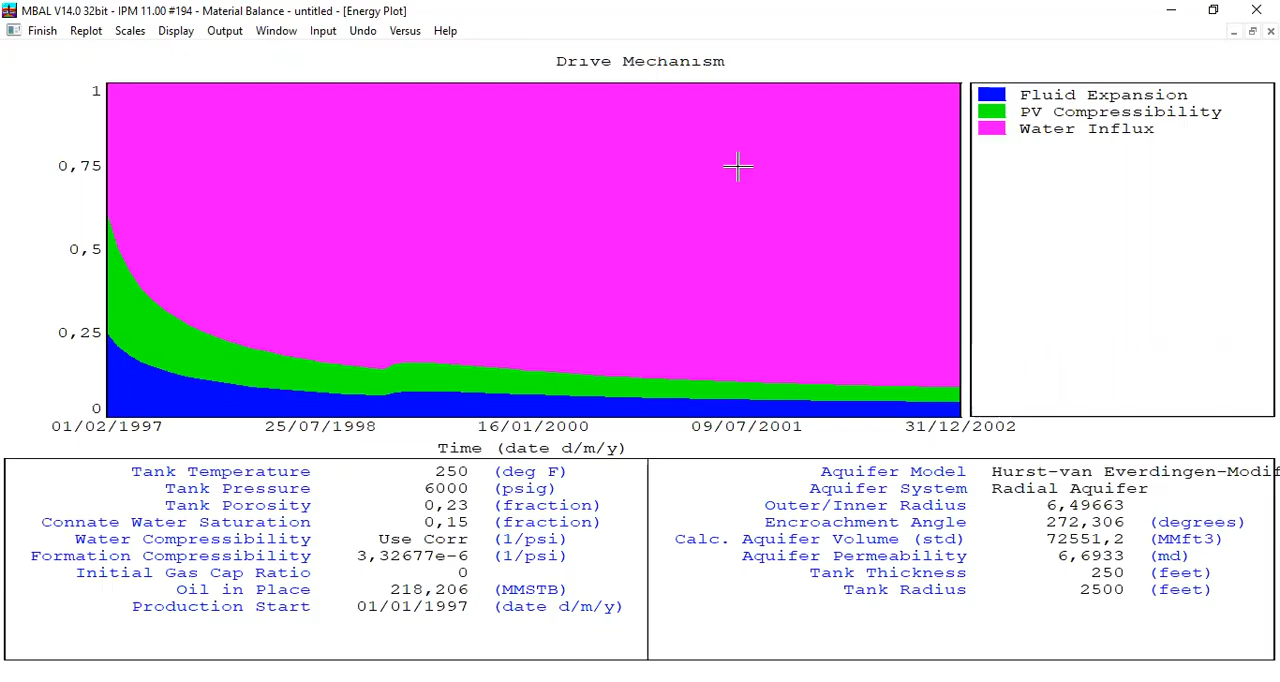 MBAL V14.0 32bit - IPM 11.00 #194 - Material Balance - untitled - [Energy Plot]
Finish Replot Scales Display Output Window Input Undo Versus Help
Drive Mechanism
1
0,75
0,5
0,25
0
Fluid Expansion
PV Compressibility
Water Influx
01/02/1997 25/07/1998 16/01/2000 09/07/2001 31/12/2002
Time (date d/m/y)
Tank Temperature 250 (deg F)
Tank Pressure 6000 (psig)
Tank Porosity 0,23 (fraction)
Connate Water Saturation 0,15 (fraction)
Water Compressibility Use Corr (1/psi)
Formation Compressibility 3,32677e-6 (1/psi)
Initial Gas Cap Ratio 0
Oil in Place 218,206 (MMSTB)
Production Start 01/01/1997 (date d/m/y)
Aquifer Model Hurst-van Everdingen-Modif
Aquifer System Radial Aquifer
Outer/Inner Radius 6,49663
Encroachment Angle 272,306 (degrees)
Calc. Aquifer Volume (std) 72551,2 (MMft3)
Aquifer Permeability 6,6933 (md)
Tank Thickness 250 (feet)
Tank Radius 2500 (feet)